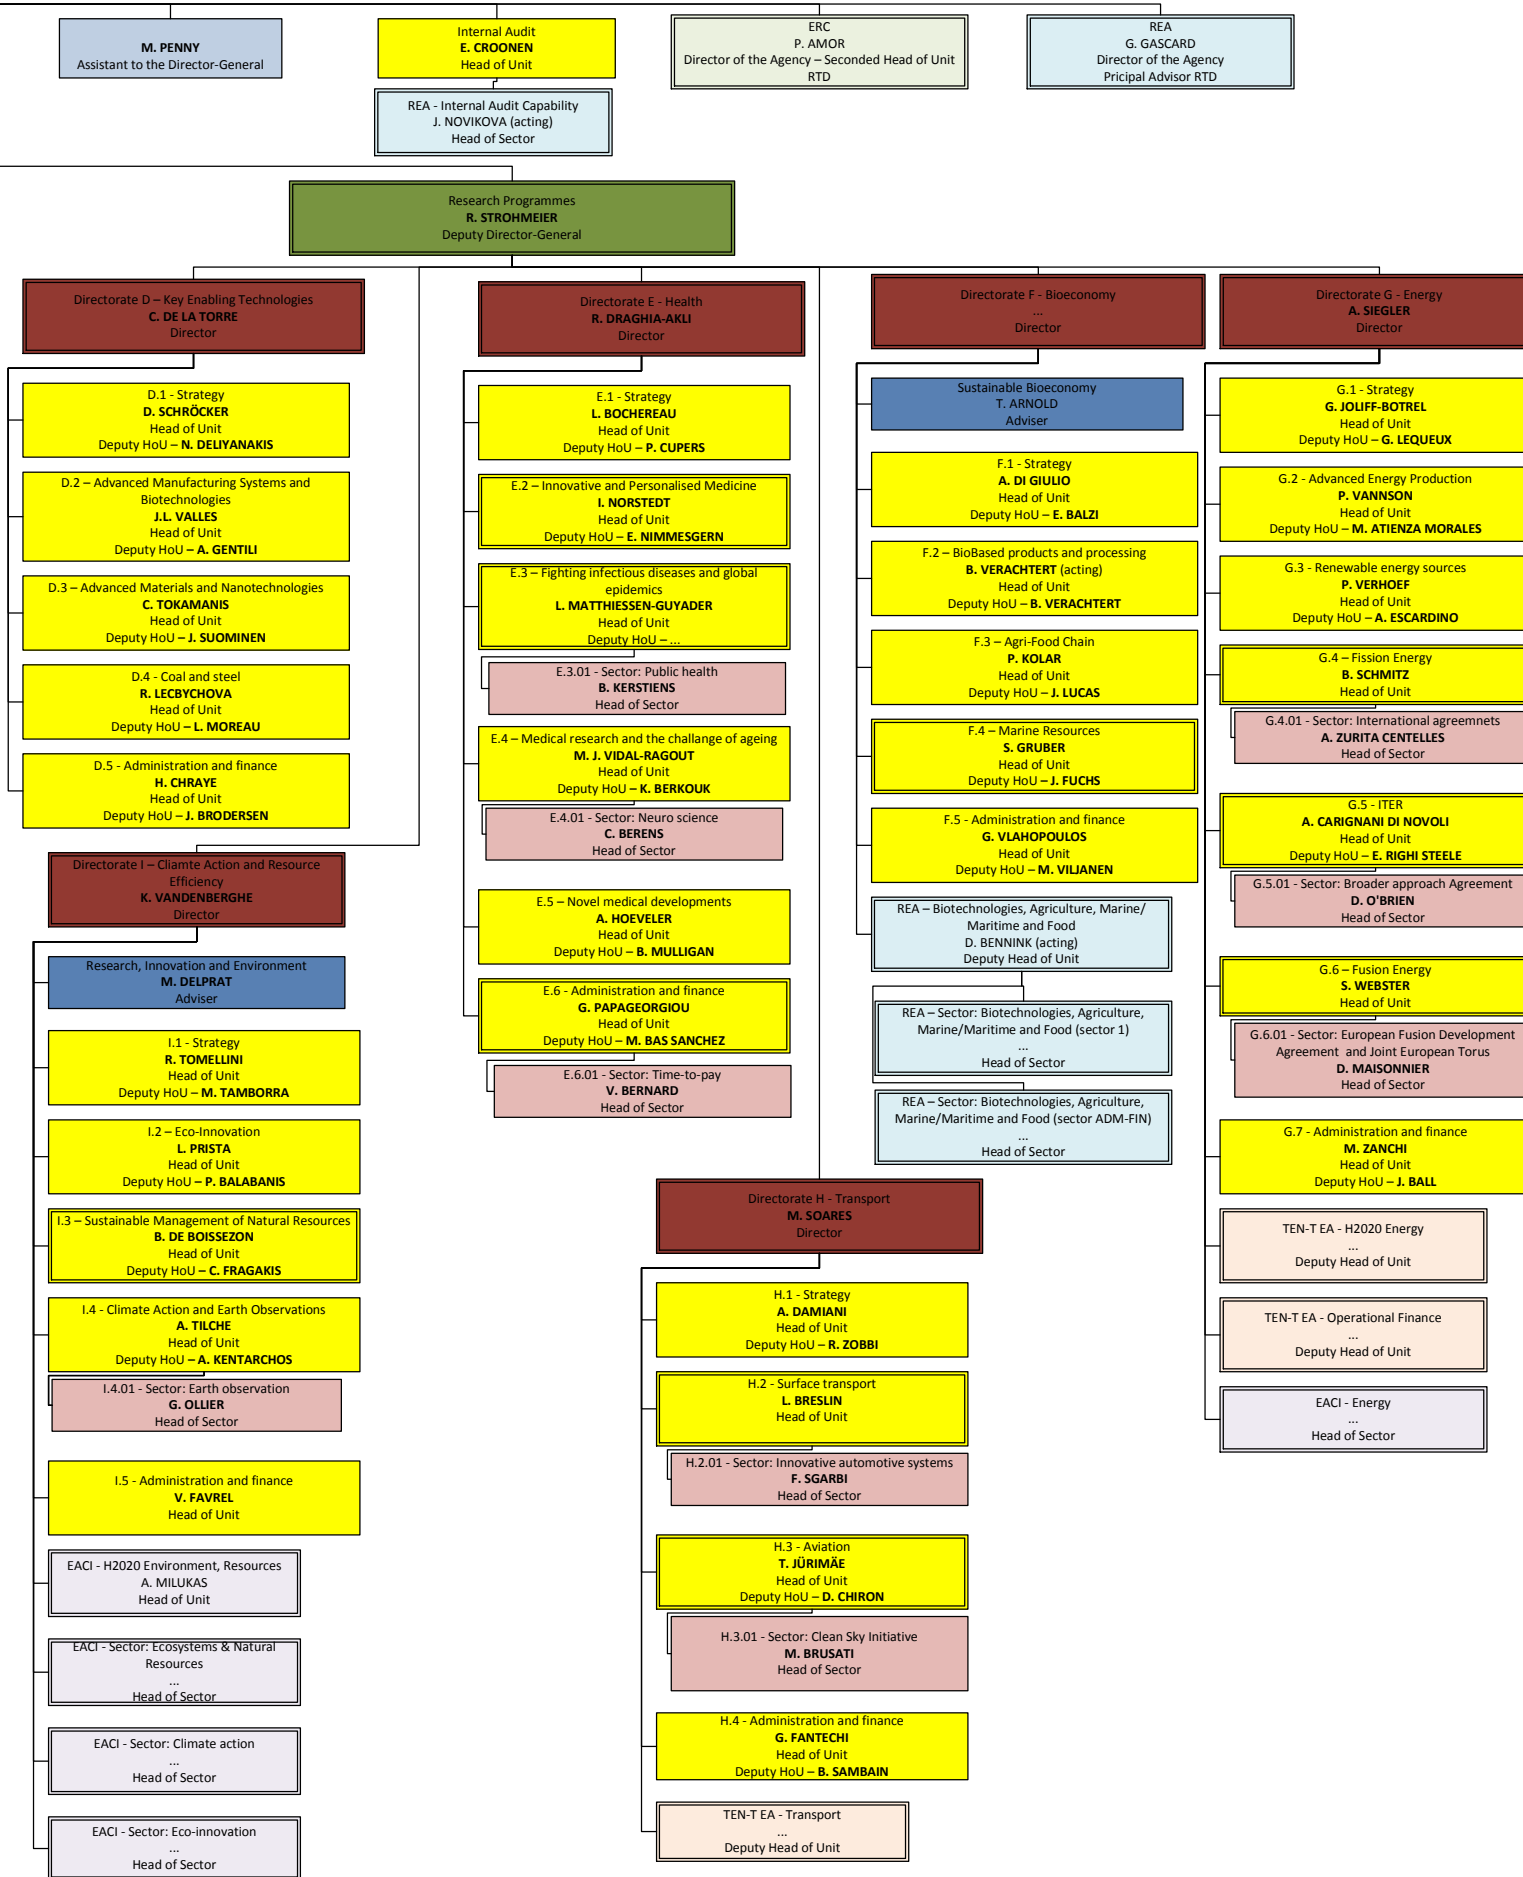 M. PENNY
Assistant to the Director-General
Internal Audit
E. CROONEN
Head of Unit
ERC
P. AMOR
Director of the Agency – Seconded Head of Unit
RTD
REA
G. GASCARD
Director of the Agency
Pricipal Advisor RTD
REA - Internal Audit Capability
J. NOVIKOVA (acting)
Head of Sector
Research Programmes
R. STROHMEIER
Deputy Director-General
Directorate D – Key Enabling Technologies
C. DE LA TORRE
Director
D.1 - Strategy
D. SCHRÖCKER
Head of Unit
Deputy HoU – N. DELIYANAKIS
D.2 – Advanced Manufacturing Systems and
Biotechnologies
J.L. VALLES
Head of Unit
Deputy HoU – A. GENTILI
D.3 – Advanced Materials and Nanotechnologies
C. TOKAMANIS
Head of Unit
Deputy HoU – J. SUOMINEN
D.4 - Coal and steel
R. LECBYCHOVA
Head of Unit
Deputy HoU – L. MOREAU
D.5 - Administration and finance
H. CHRAYE
Head of Unit
Deputy HoU – J. BRODERSEN
Directorate I – Cliamte Action and Resource
Efficiency
K. VANDENBERGHE
Director
Research, Innovation and Environment
M. DELPRAT
Adviser
I.1 - Strategy
R. TOMELLINI
Head of Unit
Deputy HoU – M. TAMBORRA
I.2 – Eco-Innovation
L. PRISTA
Head of Unit
Deputy HoU – P. BALABANIS
I.3 – Sustainable Management of Natural Resources
B. DE BOISSEZON
Head of Unit
Deputy HoU – C. FRAGAKIS
I.4 - Climate Action and Earth Observations
A. TILCHE
Head of Unit
Deputy HoU – A. KENTARCHOS
I.4.01 - Sector: Earth observation
G. OLLIER
Head of Sector
I.5 - Administration and finance
V. FAVREL
Head of Unit
EACI - H2020 Environment, Resources
A. MILUKAS
Head of Unit
EACI - Sector: Ecosystems & Natural
Resources
...
Head of Sector
EACI - Sector: Climate action
...
Head of Sector
EACI - Sector: Eco-innovation
...
Head of Sector
Directorate E - Health
R. DRAGHIA-AKLI
Director
E.1 - Strategy
L. BOCHEREAU
Head of Unit
Deputy HoU – P. CUPERS
E.2 – Innovative and Personalised Medicine
I. NORSTEDT
Head of Unit
Deputy HoU – E. NIMMESGERN
E.3 – Fighting infectious diseases and global
epidemics
L. MATTHIESSEN-GUYADER
Head of Unit
Deputy HoU – ...
E.3.01 - Sector: Public health
B. KERSTIENS
Head of Sector
E.4 – Medical research and the challange of ageing
M. J. VIDAL-RAGOUT
Head of Unit
Deputy HoU – K. BERKOUK
E.4.01 - Sector: Neuro science
C. BERENS
Head of Sector
E.5 – Novel medical developments
A. HOEVELER
Head of Unit
Deputy HoU – B. MULLIGAN
E.6 - Administration and finance
G. PAPAGEORGIOU
Head of Unit
Deputy HoU – M. BAS SANCHEZ
E.6.01 - Sector: Time-to-pay
V. BERNARD
Head of Sector
Directorate H - Transport
M. SOARES
Director
H.1 - Strategy
A. DAMIANI
Head of Unit
Deputy HoU – R. ZOBBI
H.2 - Surface transport
L. BRESLIN
Head of Unit
H.2.01 - Sector: Innovative automotive systems
F. SGARBI
Head of Sector
H.3 - Aviation
T. JÜRIMÄE
Head of Unit
Deputy HoU – D. CHIRON
H.3.01 - Sector: Clean Sky Initiative
M. BRUSATI
Head of Sector
H.4 - Administration and finance
G. FANTECHI
Head of Unit
Deputy HoU – B. SAMBAIN
TEN-T EA - Transport
...
Deputy Head of Unit
Directorate F - Bioeconomy
...
Director
Sustainable Bioeconomy
T. ARNOLD
Adviser
F.1 - Strategy
A. DI GIULIO
Head of Unit
Deputy HoU – E. BALZI
F.2 – BioBased products and processing
B. VERACHTERT (acting)
Head of Unit
Deputy HoU – B. VERACHTERT
F.3 – Agri-Food Chain
P. KOLAR
Head of Unit
Deputy HoU – J. LUCAS
F.4 – Marine Resources
S. GRUBER
Head of Unit
Deputy HoU – J. FUCHS
F.5 - Administration and finance
G. VLAHOPOULOS
Head of Unit
Deputy HoU – M. VILJANEN
REA – Biotechnologies, Agriculture, Marine/
Maritime and Food
D. BENNINK (acting)
Deputy Head of Unit
REA – Sector: Biotechnologies, Agriculture,
Marine/Maritime and Food (sector 1)
...
Head of Sector
REA – Sector: Biotechnologies, Agriculture,
Marine/Maritime and Food (sector ADM-FIN)
...
Head of Sector
Directorate G - Energy
A. SIEGLER
Director
G.1 - Strategy
G. JOLIFF-BOTREL
Head of Unit
Deputy HoU – G. LEQUEUX
G.2 - Advanced Energy Production
P. VANNSON
Head of Unit
Deputy HoU – M. ATIENZA MORALES
G.3 - Renewable energy sources
P. VERHOEF
Head of Unit
Deputy HoU – A. ESCARDINO
G.4 – Fission Energy
B. SCHMITZ
Head of Unit
G.4.01 - Sector: International agreemnets
A. ZURITA CENTELLES
Head of Sector
G.5 - ITER
A. CARIGNANI DI NOVOLI
Head of Unit
Deputy HoU – E. RIGHI STEELE
G.5.01 - Sector: Broader approach Agreement
D. O'BRIEN
Head of Sector
G.6 – Fusion Energy
S. WEBSTER
Head of Unit
G.6.01 - Sector: European Fusion Development
Agreement and Joint European Torus
D. MAISONNIER
Head of Sector
G.7 - Administration and finance
M. ZANCHI
Head of Unit
Deputy HoU – J. BALL
TEN-T EA - H2020 Energy
...
Deputy Head of Unit
TEN-T EA - Operational Finance
...
Deputy Head of Unit
EACI - Energy
...
Head of Sector